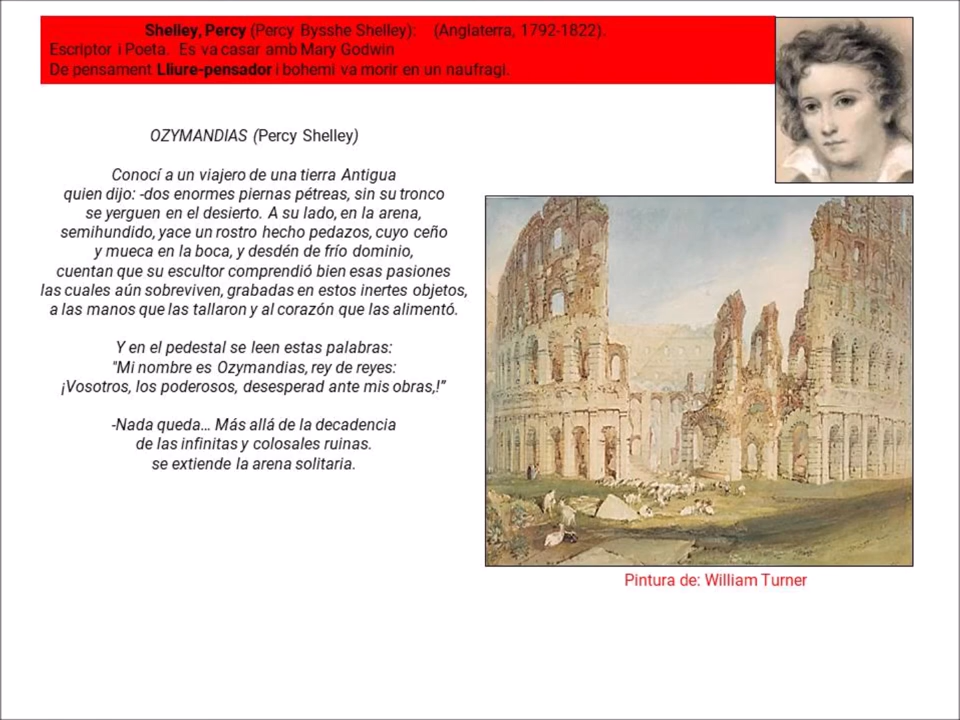 Shelley, Percy (Percy Bysshe Shelley): (Anglaterra, 1792-1822).
Escriptor i Poeta. Es va casar amb Mary Godwin
De pensament Lliure-pensador i bohemi va morir en un naufragi.
OZYMANDIAS (Percy Shelley)
Conocí a un viajero de una tierra Antigua
quien dijo: -dos enormes piernas pétreas, sin su tronco
se yerguen en el desierto. A su lado, en la arena,
semihundido, yace un rostro hecho pedazos, cuyo ceño
y mueca en la boca, y desdén de frío dominio,
cuentan que su escultor comprendió bien esas pasiones
las cuales aún sobreviven, grabadas en estos inertes objetos,
a las manos que las tallaron y al corazón que las alimentó.
Y en el pedestal se leen estas palabras:
"Mi nombre es Ozymandias, rey de reyes:
¡Vosotros, los poderosos, desesperad ante mis obras,!"
-Nada queda... Más allá de la decadencia
de las infinitas y colosales ruinas.
se extiende la arena solitaria.
Pintura de: William Turner